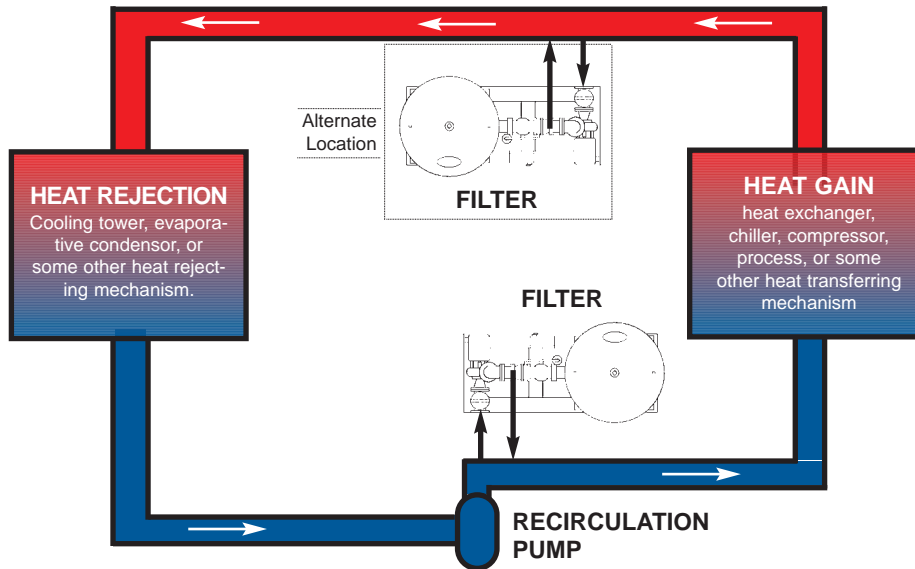 Alternate
Location
FILTER
HEAT REJECTION
Cooling tower, evapora-
tive condensor, or
some other heat reject-
ing mechanism.
HEAT GAIN
heat exchanger,
chiller, compressor,
process, or some
other heat transferring
mechanism
FILTER
RECIRCULATION
PUMP